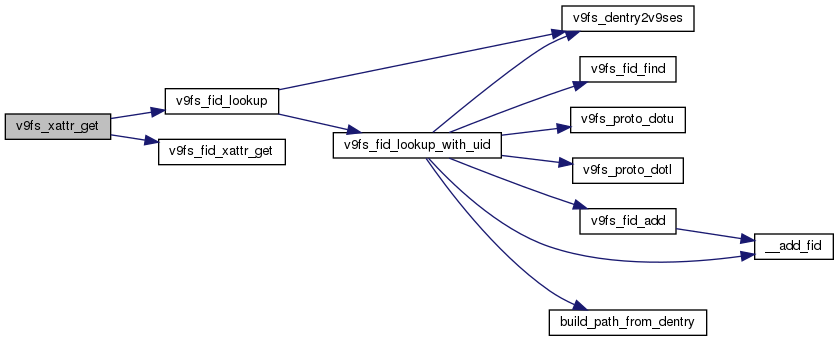 v9fs_dentry2v9ses
v9fs_fid_find
v9fs_fid_lookup
v9fs_proto_dotu
v9fs_xattr_get
v9fs_fid_lookup_with_uid
v9fs_fid_xattr_get
v9fs_proto_dotl
v9fs_fid_add
__add_fid
build_path_from_dentry